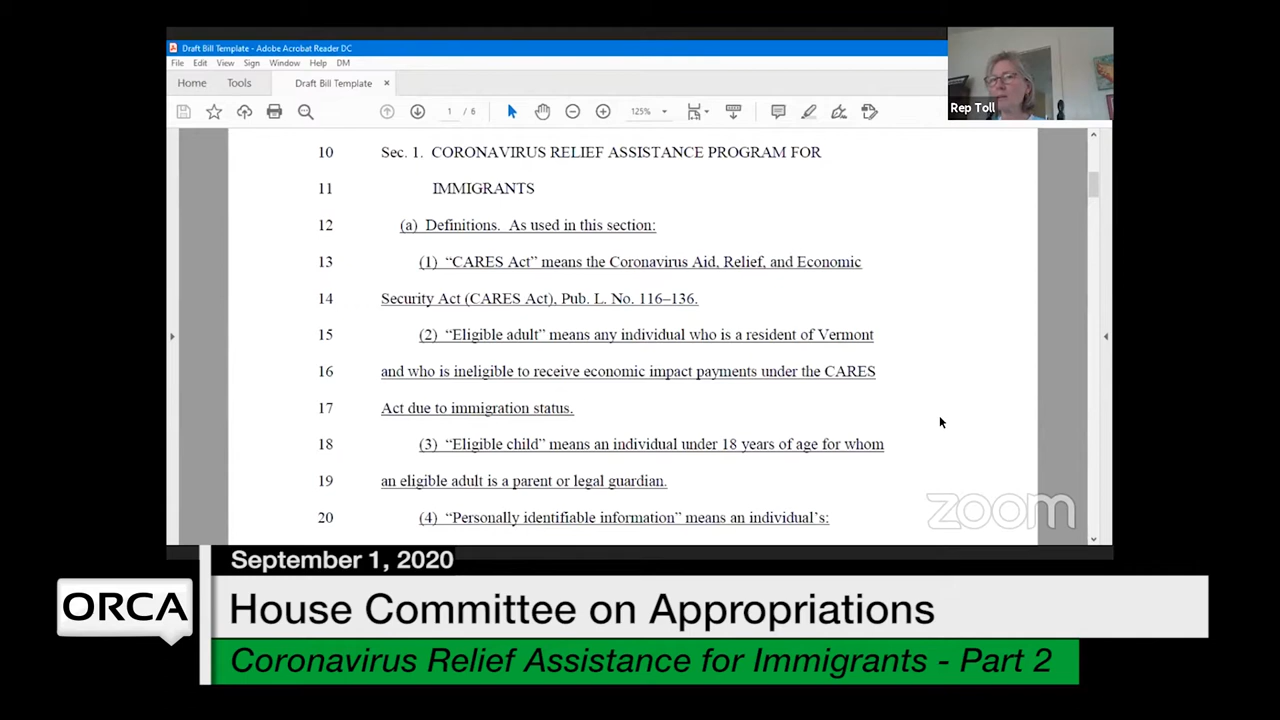 Draft Bill Template - Adobe Acrobat Reader DC
File Edit View Sign Window Help DM
Home Tools Draft Bill Template ×
1 / 6 125%
Rep Toll
10 Sec. 1. CORONAVIRUS RELIEF ASSISTANCE PROGRAM FOR
11 IMMIGRANTS
12 (a) Definitions. As used in this section:
13 (1) “CARES Act” means the Coronavirus Aid, Relief, and Economic
14 Security Act (CARES Act), Pub. L. No. 116–136.
15 (2) “Eligible adult” means any individual who is a resident of Vermont
16 and who is ineligible to receive economic impact payments under the CARES
17 Act due to immigration status.
18 (3) “Eligible child” means an individual under 18 years of age for whom
19 an eligible adult is a parent or legal guardian.
20 (4) “Personally identifiable information” means an individual’s:
zoom
September 1, 2020
ORCA
House Committee on Appropriations
Coronavirus Relief Assistance for Immigrants - Part 2